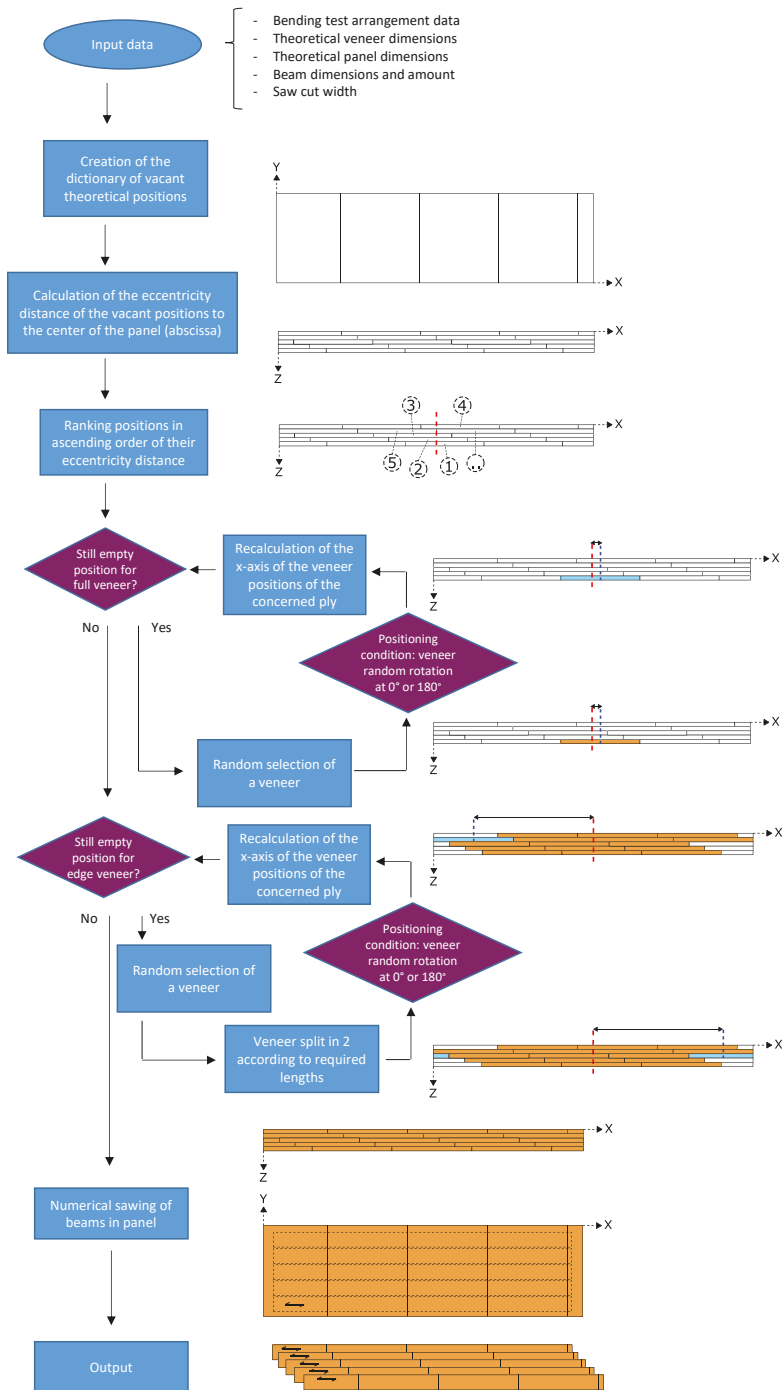 Input data
- Bending test arrangement data
- Theoretical veneer dimensions
- Theoretical panel dimensions
- Beam dimensions and amount
- Saw cut width
Creation of the
dictionary of vacant
theoretical positions
Y
X
Calculation of the eccentricity
distance of the vacant positions to
the center of the panel (abscissa)
X
Z
Ranking positions in
ascending order of their
eccentricity distance
3
4
X
5
2
1
..
Z
Still empty
position for
full veneer?
Recalculation of the
x-axis of the veneer
positions of the
concerned ply
X
Z
No
Yes
Positioning
condition: veneer
random rotation
at 0° or 180°
Random selection of
a veneer
X
Z
Still empty
position for
edge veneer?
Recalculation of the
x-axis of the veneer
positions of the
concerned ply
X
Z
No
Yes
Positioning
condition: veneer
random rotation
at 0° or 180°
Random selection of
a veneer
Veneer split in 2
according to required
lengths
X
Z
X
Z
Numerical sawing of
beams in panel
Y
X
Output